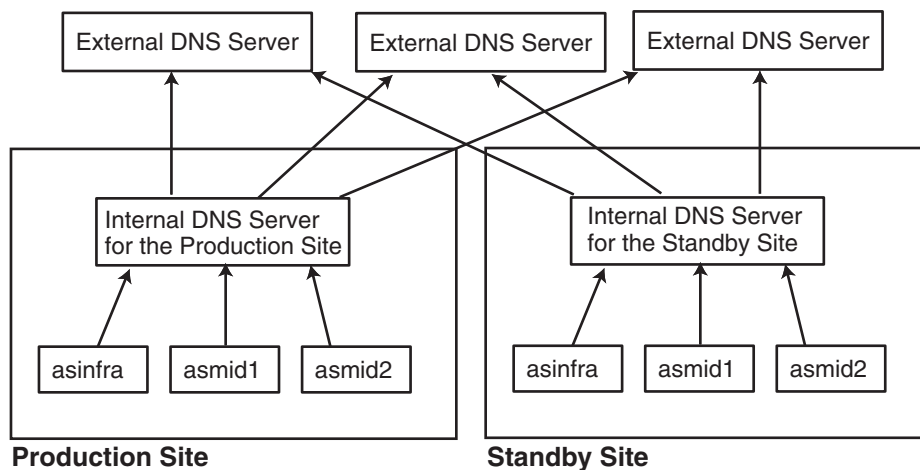 External DNS Server
External DNS Server
External DNS Server
Internal DNS Server
for the Production Site
Internal DNS Server
for the Standby Site
asinfra
asmid1
asmid2
asinfra
asmid1
asmid2
Production Site
Standby Site